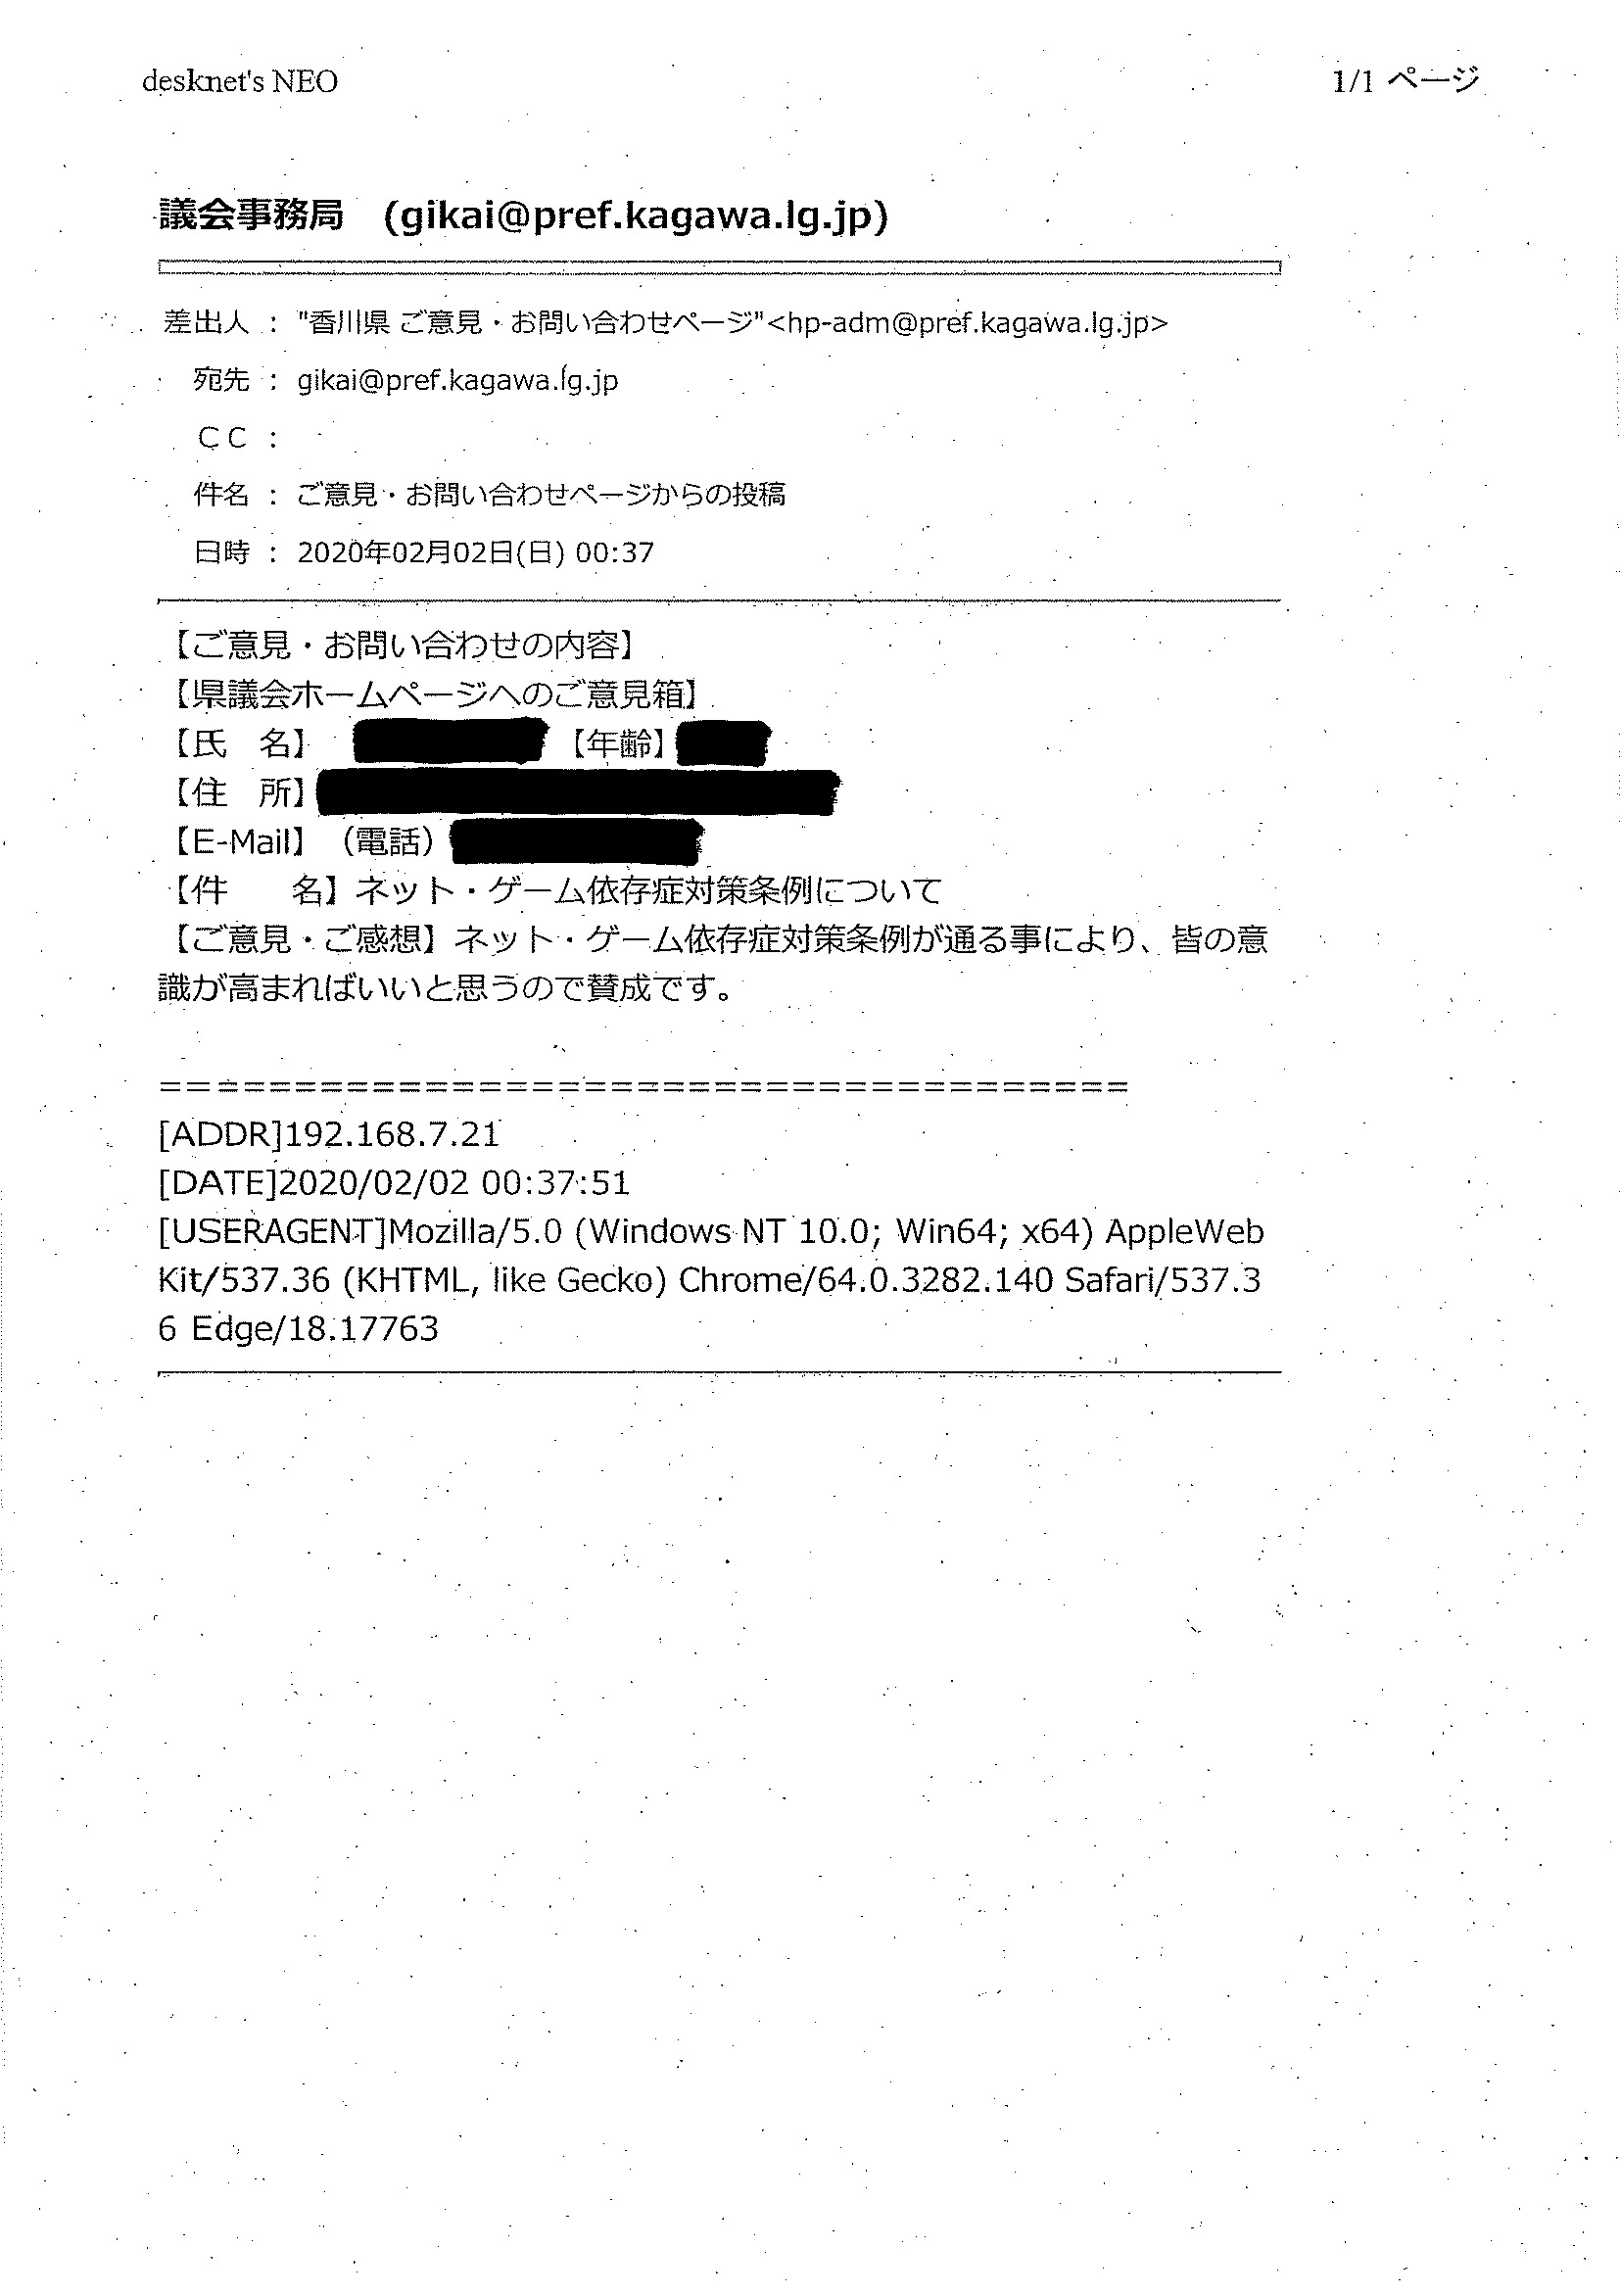 desknet's NEO 1/1 ページ
議会事務局 (gikai@pref.kagawa.lg.jp)
差出人 : "香川県 ご意見・お問い合わせページ"<hp-adm@pref.kagawa.lg.jp>
宛先 : gikai@pref.kagawa.lg.jp
CC :
件名 : ご意見・お問い合わせページからの投稿
日時 : 2020年02月02日(日) 00:37
【ご意見・お問い合わせの内容】
【県議会ホームページへのご意見箱】
【氏 名】 【年齢】
【住 所】
【E-Mail】(電話)
【件 名】ネット・ゲーム依存症対策条例について
【ご意見・ご感想】ネット・ゲーム依存症対策条例が通る事により、皆の意
識が高まればいいと思うので賛成です。
=====================================
[ADDR]192.168.7.21
[DATE]2020/02/02 00:37:51
[USERAGENT]Mozilla/5.0 (Windows NT 10.0; Win64; x64) AppleWeb
Kit/537.36 (KHTML, like Gecko) Chrome/64.0.3282.140 Safari/537.3
6 Edge/18.17763